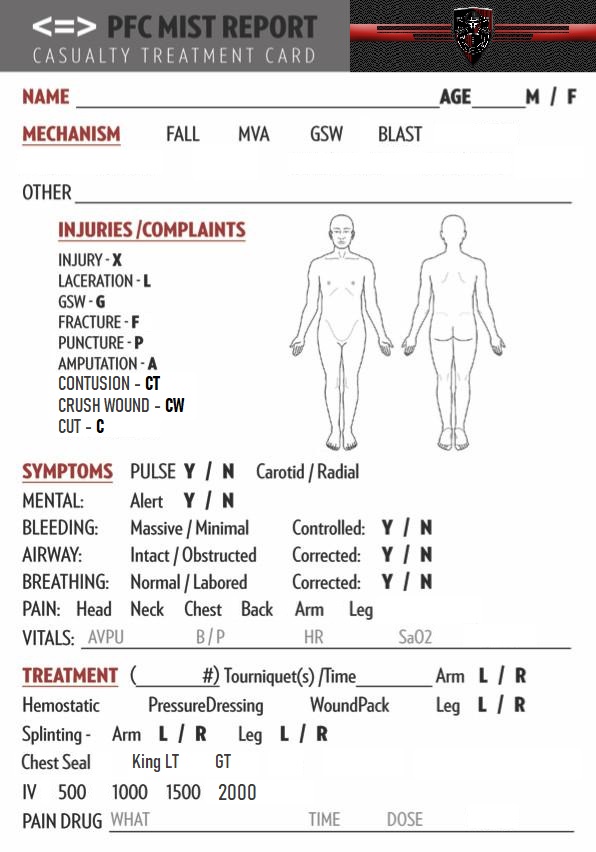 <=> PFC MIST REPORT
CASUALTY TREATMENT CARD
NAME AGE M / F
MECHANISM FALL MVA GSW BLAST
OTHER
INJURIES /COMPLAINTS
INJURY - X
LACERATION - L
GSW - G
FRACTURE - F
PUNCTURE - P
AMPUTATION - A
CONTUSION - CT
CRUSH WOUND - CW
CUT - C
SYMPTOMS PULSE Y / N Carotid / Radial
MENTAL: Alert Y / N
BLEEDING: Massive / Minimal Controlled: Y / N
AIRWAY: Intact / Obstructed Corrected: Y / N
BREATHING: Normal / Labored Corrected: Y / N
PAIN: Head Neck Chest Back Arm Leg
VITALS: AVPU B / P HR SaO2
TREATMENT (______#) Tourniquet(s) /Time Arm L / R
Hemostatic PressureDressing WoundPack Leg L / R
Splinting - Arm L / R Leg L / R
Chest Seal King LT GT
IV 500 1000 1500 2000
PAIN DRUG WHAT TIME DOSE